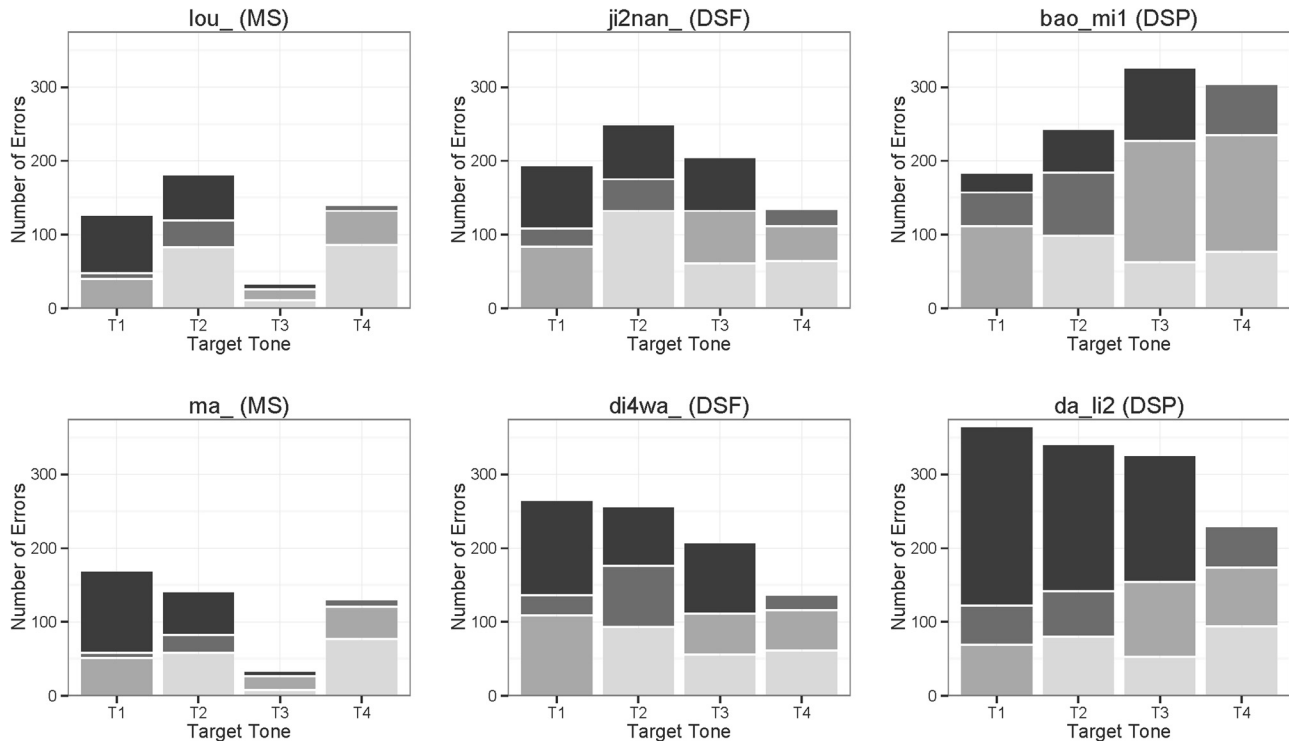 lou_ (MS)
Number of Errors
300
200
100
0
T1 T2 T3 T4
Target Tone
ji2nan_ (DSF)
Number of Errors
300
200
100
0
T1 T2 T3 T4
Target Tone
bao_mi1 (DSP)
Number of Errors
300
200
100
0
T1 T2 T3 T4
Target Tone
ma_ (MS)
Number of Errors
300
200
100
0
T1 T2 T3 T4
Target Tone
di4wa_ (DSF)
Number of Errors
300
200
100
0
T1 T2 T3 T4
Target Tone
da_li2 (DSP)
Number of Errors
300
200
100
0
T1 T2 T3 T4
Target Tone